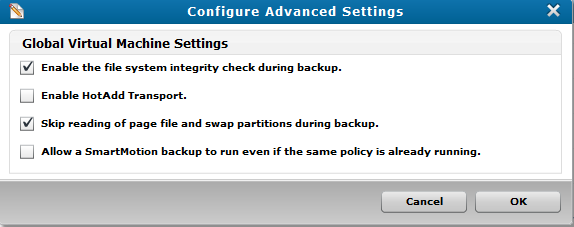 Configure Advanced Settings
Global Virtual Machine Settings
Enable the file system integrity check during backup.
Enable HotAdd Transport.
Skip reading of page file and swap partitions during backup.
Allow a SmartMotion backup to run even if the same policy is already running.
Cancel OK